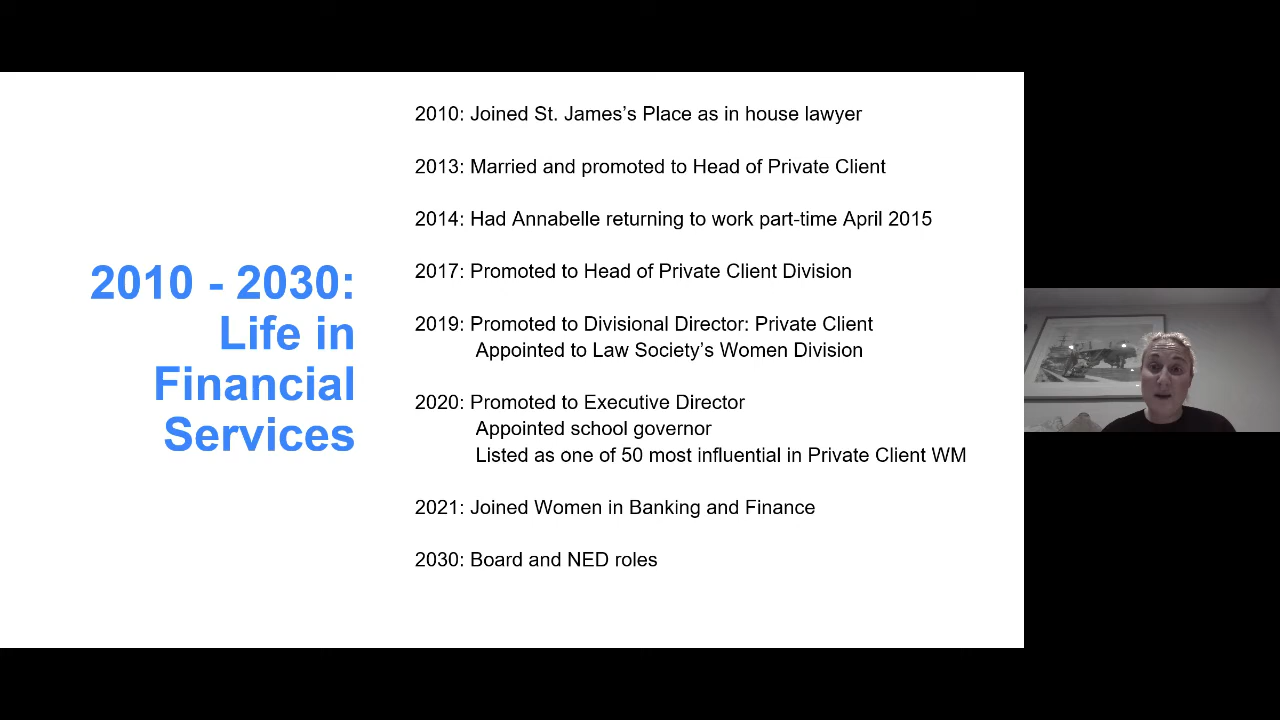 2010 - 2030:
Life in
Financial
Services
2010: Joined St. James’s Place as in house lawyer
2013: Married and promoted to Head of Private Client
2014: Had Annabelle returning to work part-time April 2015
2017: Promoted to Head of Private Client Division
2019: Promoted to Divisional Director: Private Client
Appointed to Law Society’s Women Division
2020: Promoted to Executive Director
Appointed school governor
Listed as one of 50 most influential in Private Client WM
2021: Joined Women in Banking and Finance
2030: Board and NED roles